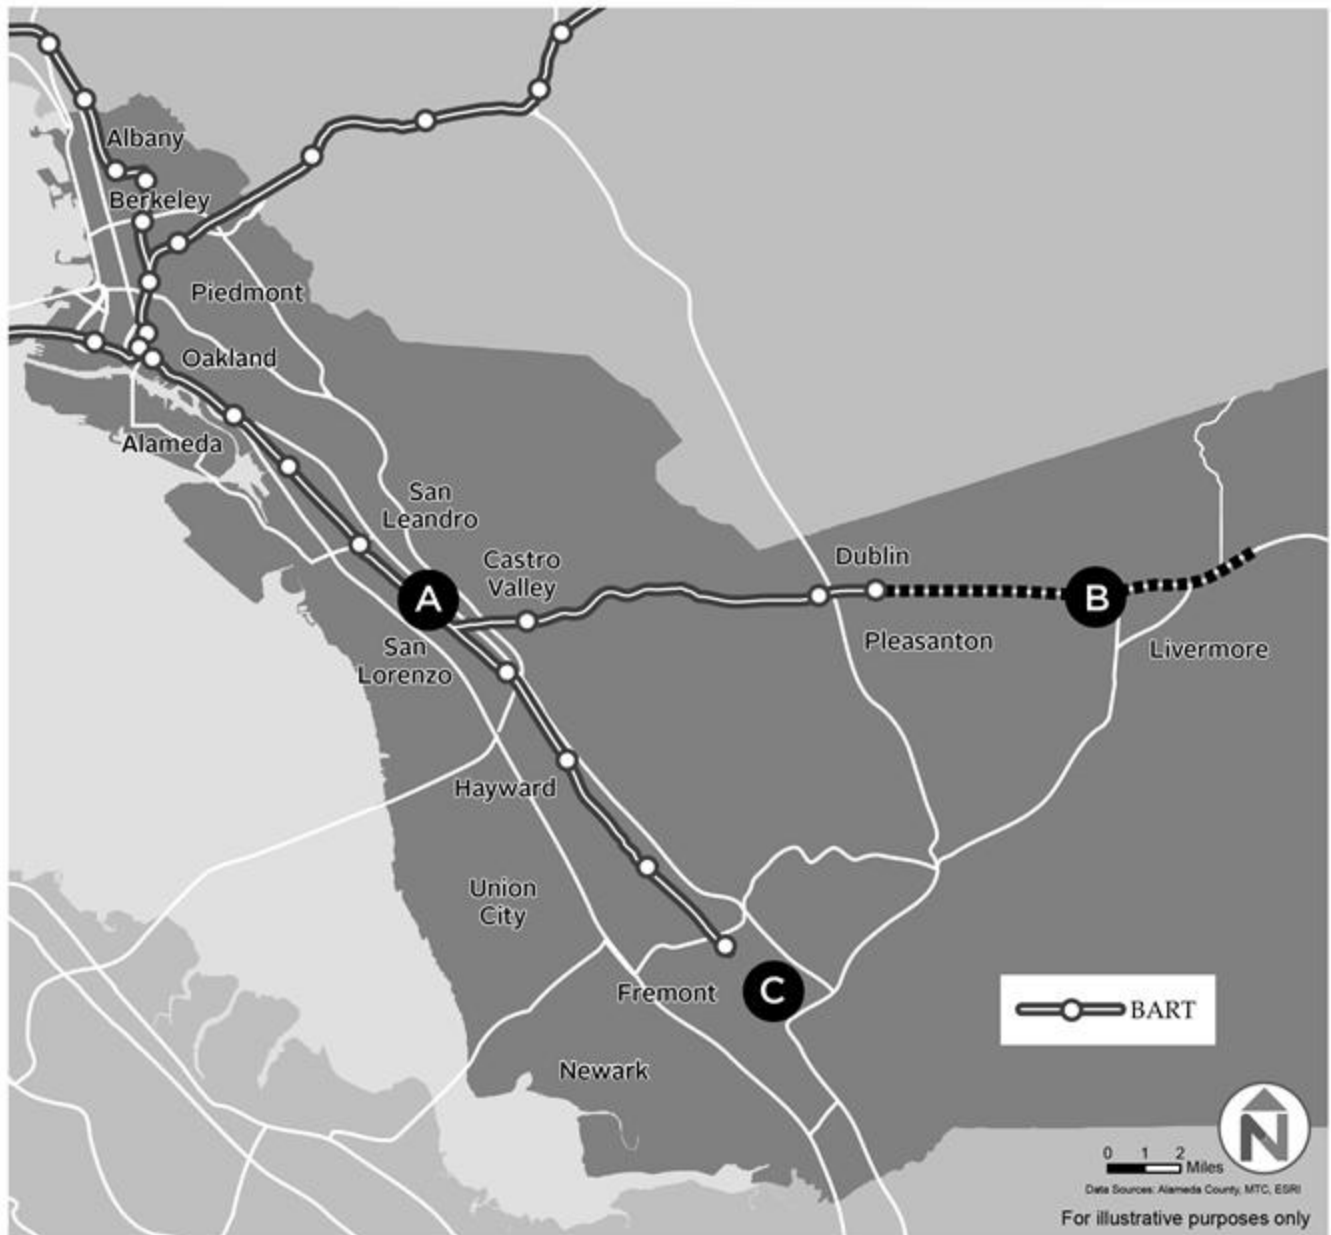 Albany
Berkeley
Piedmont
Oakland
Alameda
San
Leandro
Castro
Valley
Dublin
A
B
San
Lorenzo
Pleasanton
Livermore
Hayward
Union
City
Fremont
C
BART
Newark
N
0 1 2
Miles
Data Sources: Alameda County, MTC, ESRI
For illustrative purposes only